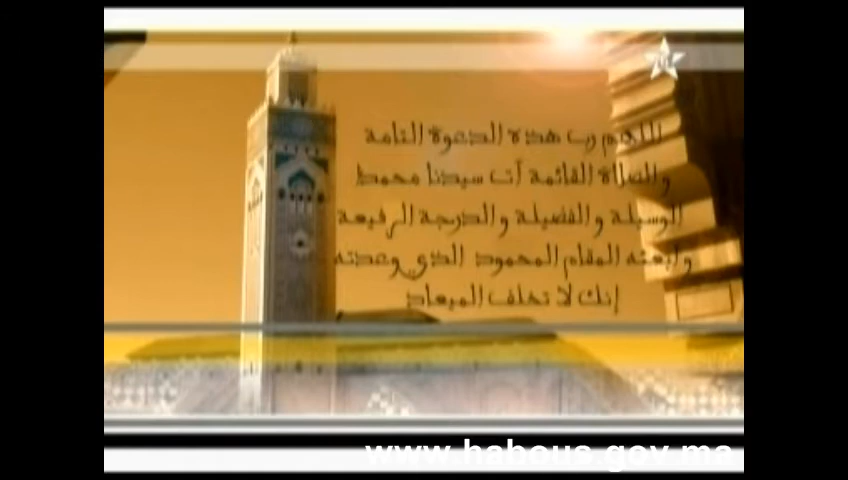 اللهم رب هذه الدعوة التامة
والصلاة القائمة آت سيدنا محمد
الوسيلة والفضيلة والدرجة الرفيعة
وابعثه المقام المحمود الذي وعدته
إنك لا تخلف الميعاد
www.habous.gov.ma